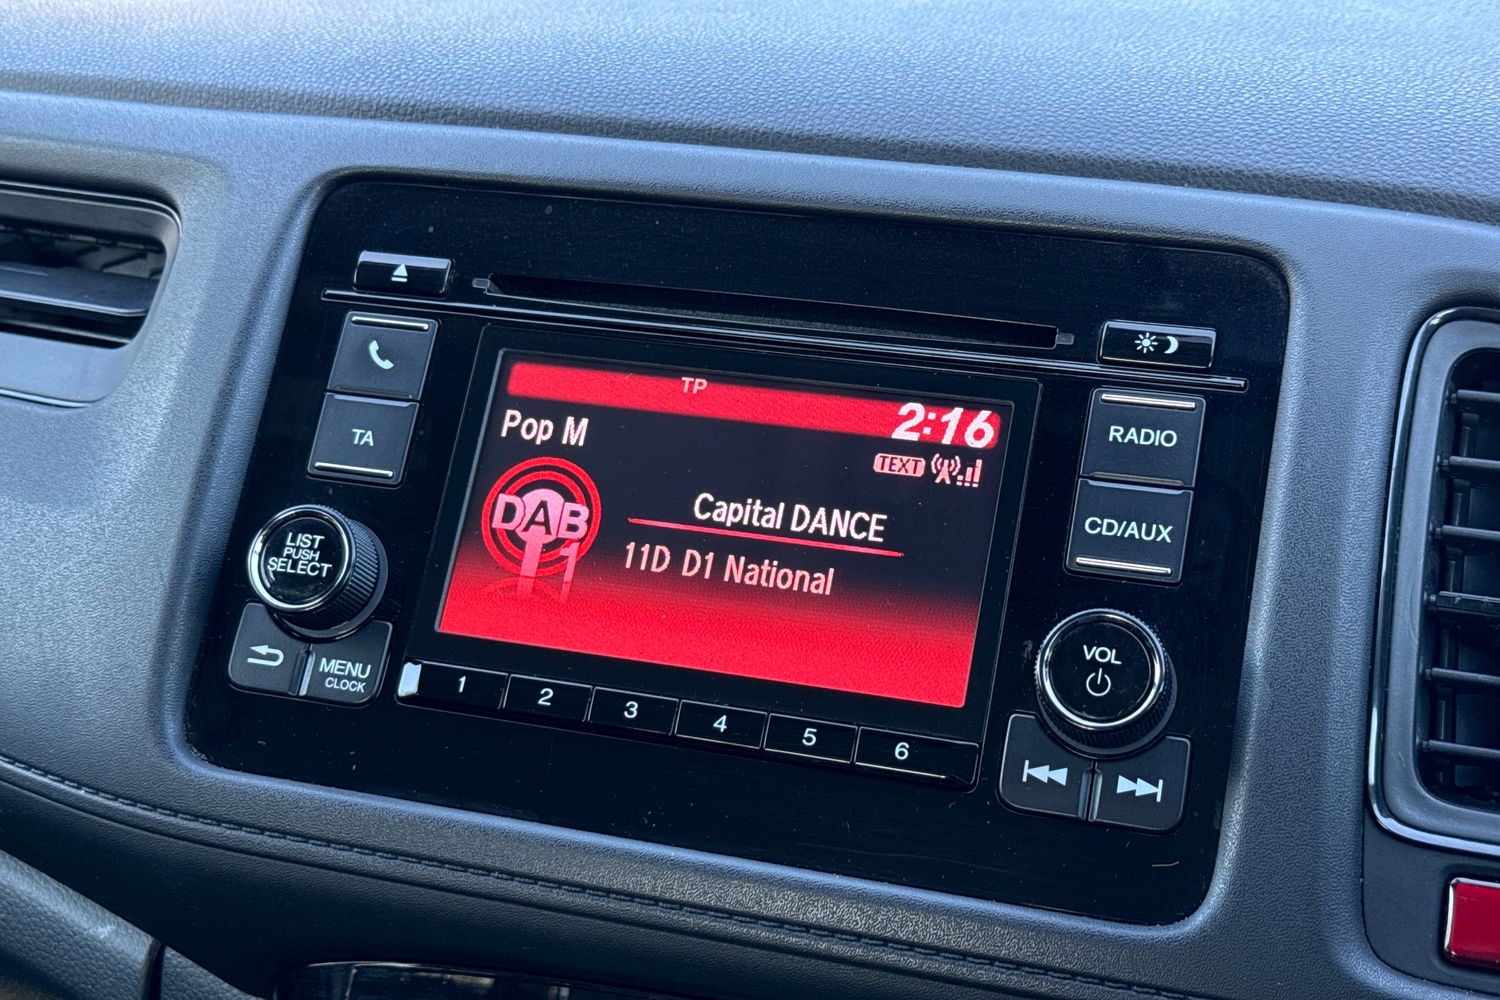 TP
2:16
Pop M
TEXT
DAB
1
Capital DANCE
11D D1 National
TA
LIST
PUSH
SELECT
MENU
CLOCK
1 2 3 4 5 6
RADIO
CD/AUX
VOL